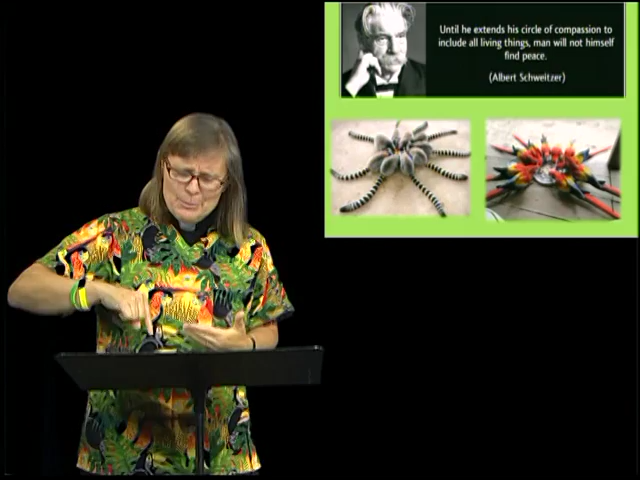 Until he extends his circle of compassion to
include all living things, man will not himself
find peace.
(Albert Schweitzer)